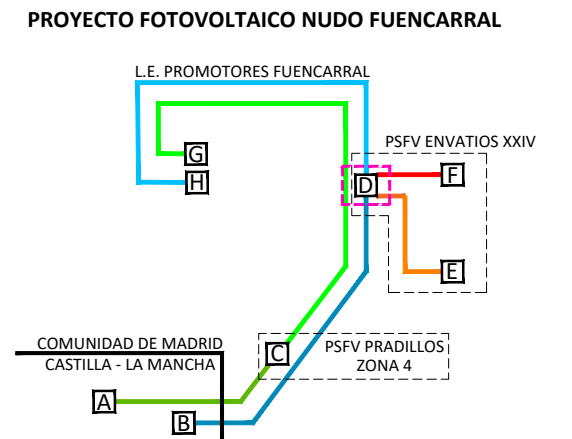 PROYECTO FOTOVOLTAICO NUDO FUENCARRAL
L.E. PROMOTORES FUENCARRAL
PSFV ENVATIOS XXIV
G
F
H
D
E
COMUNIDAD DE MADRID
CASTILLA - LA MANCHA
C
PSFV PRADILLOS
ZONA 4
A
B